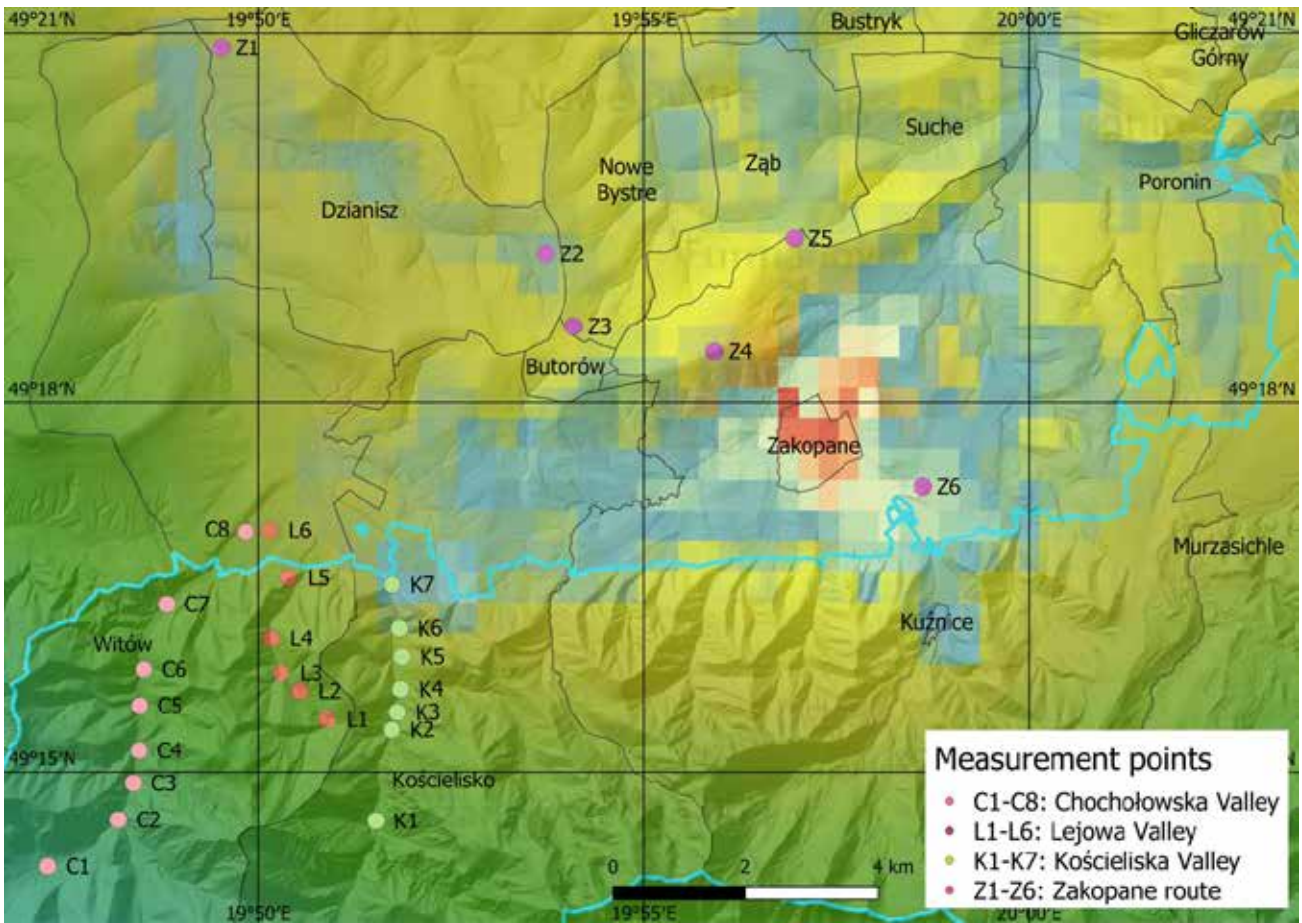 49°21′N
19°50′E
19°55′E
Bustryk
20°00′E
49°21′N
Gliczarów
Górny
Z1
Suche
Nowe
Bystre
Ząb
Poronin
Dzianisz
Z5
Z2
Z3
Z4
Butorów
49°18′N
49°18′N
Zakopane
Z6
C8
L6
Murzasichle
L5
K7
C7
Kuźnice
K6
Witów
L4
K5
C6
L3
L2
K4
C5
L1
K3
K2
C4
49°15′N
C3
Kościelisko
C2
K1
C1
Measurement points
C1-C8: Chochołowska Valley
L1-L6: Lejowa Valley
K1-K7: Kościeliska Valley
Z1-Z6: Zakopane route
0 2 4 km
19°50′E
19°55′E
20°00′E